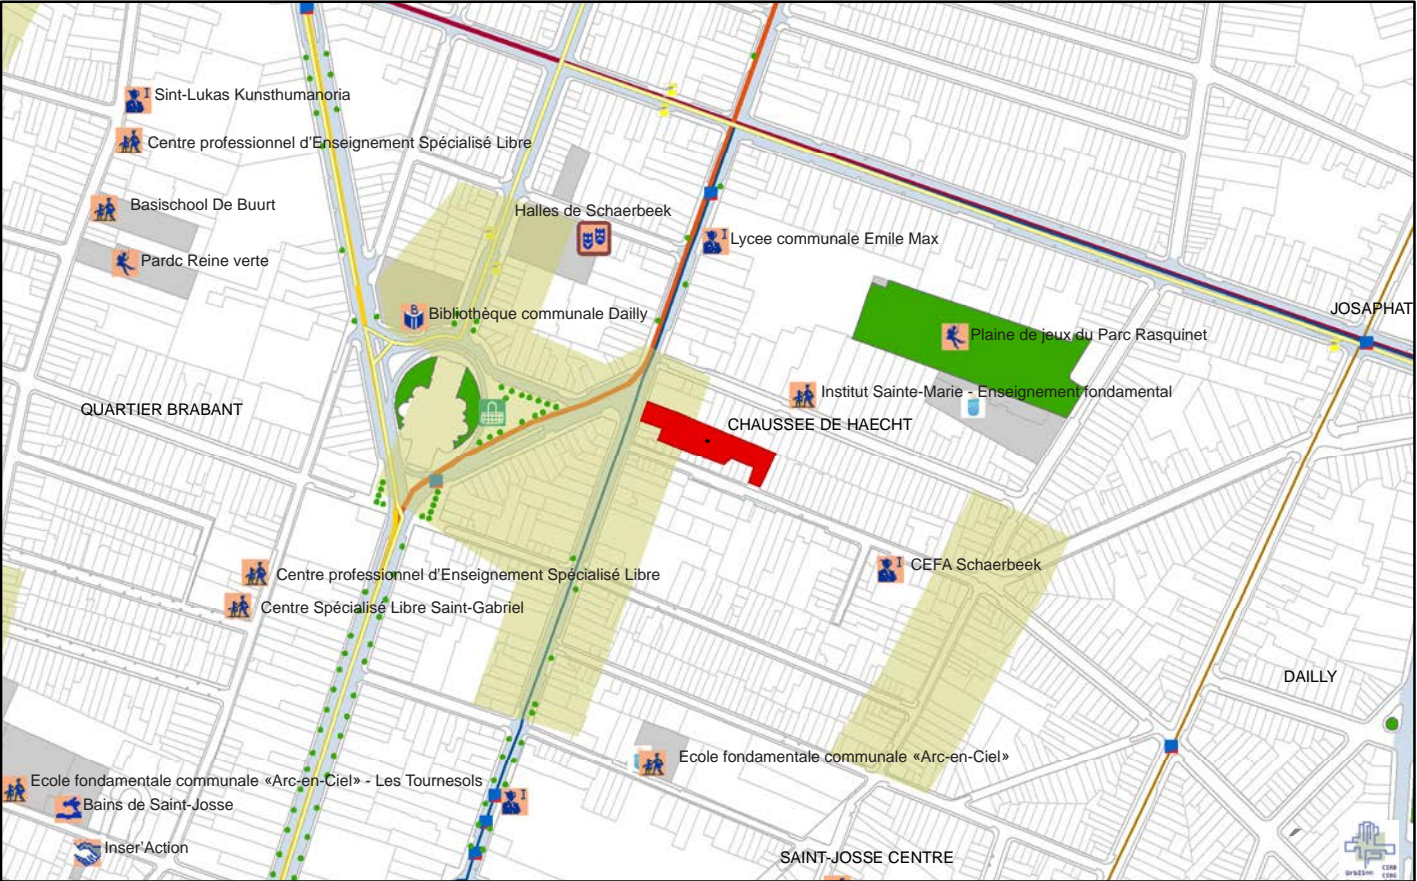 Sint-Lukas Kunsthumanoria
Centre professionnel d'Enseignement Spécialisé Libre
Basischool De Buurt
Halles de Schaerbeek
Lycee communale Emile Max
Pardc Reine verte
Bibliothèque communale Dailly
JOSAPHAT
Plaine de jeux du Parc Rasquinet
Institut Sainte-Marie - Enseignement fondamental
QUARTIER BRABANT
CHAUSSEE DE HAECHT
CEFA Schaerbeek
Centre professionnel d'Enseignement Spécialisé Libre
Centre Spécialisé Libre Saint-Gabriel
DAILLY
Ecole fondamentale communale «Arc-en-Ciel»
Ecole fondamentale communale «Arc-en-Ciel» - Les Tournesols
Bains de Saint-Josse
Inser'Action
SAINT-JOSSE CENTRE
B
I
I
I
I
UrbIS
CIRB
CIBG